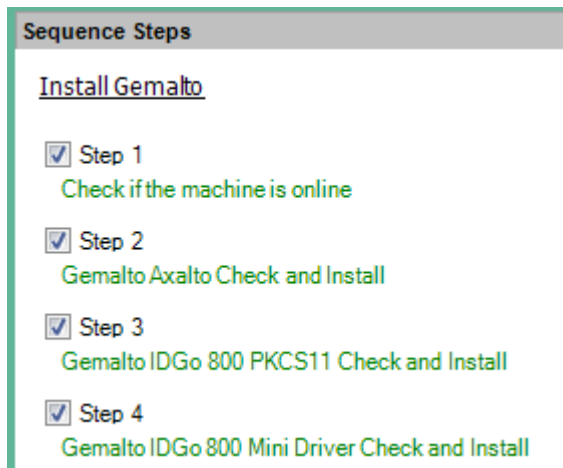 Sequence Steps
Install Gemalto
Step 1
Check if the machine is online
Step 2
Gemalto Axalto Check and Install
Step 3
Gemalto IDGo 800 PKCS11 Check and Install
Step 4
Gemalto IDGo 800 Mini Driver Check and Install